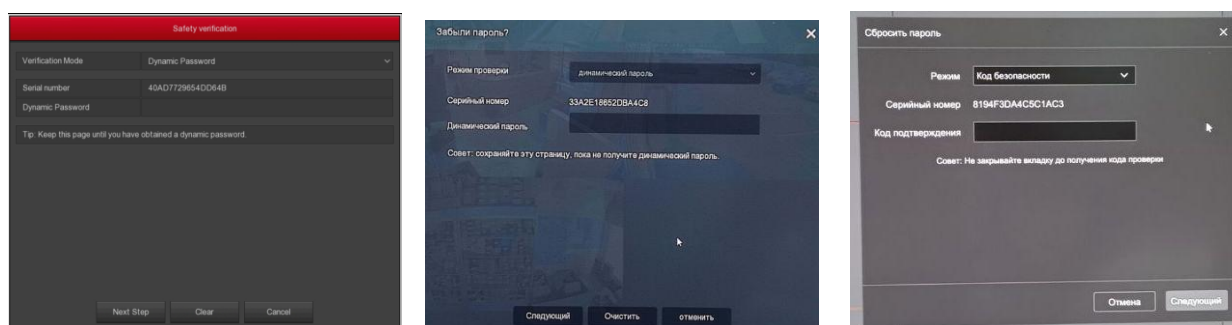 Safety verification
Verification Mode Dynamic Password
Serial number 40AD7729654DD64B
Dynamic Password
Tip: Keep this page until you have obtained a dynamic password.
Next Step Clear Cancel
Забыли пароль?
Режим проверки динамический пароль
Серийный номер 33A2E18652DBA4C8
Динамический пароль
Совет: сохраняйте эту страницу, пока не получите динамический пароль.
Следующий Очистить отменить
Сбросить пароль
Режим Код безопасности
Серийный номер 8194F3DA4C5C1AC3
Код подтверждения
Совет: Не закрывайте вкладку до получения кода проверки
Отмена Следующий